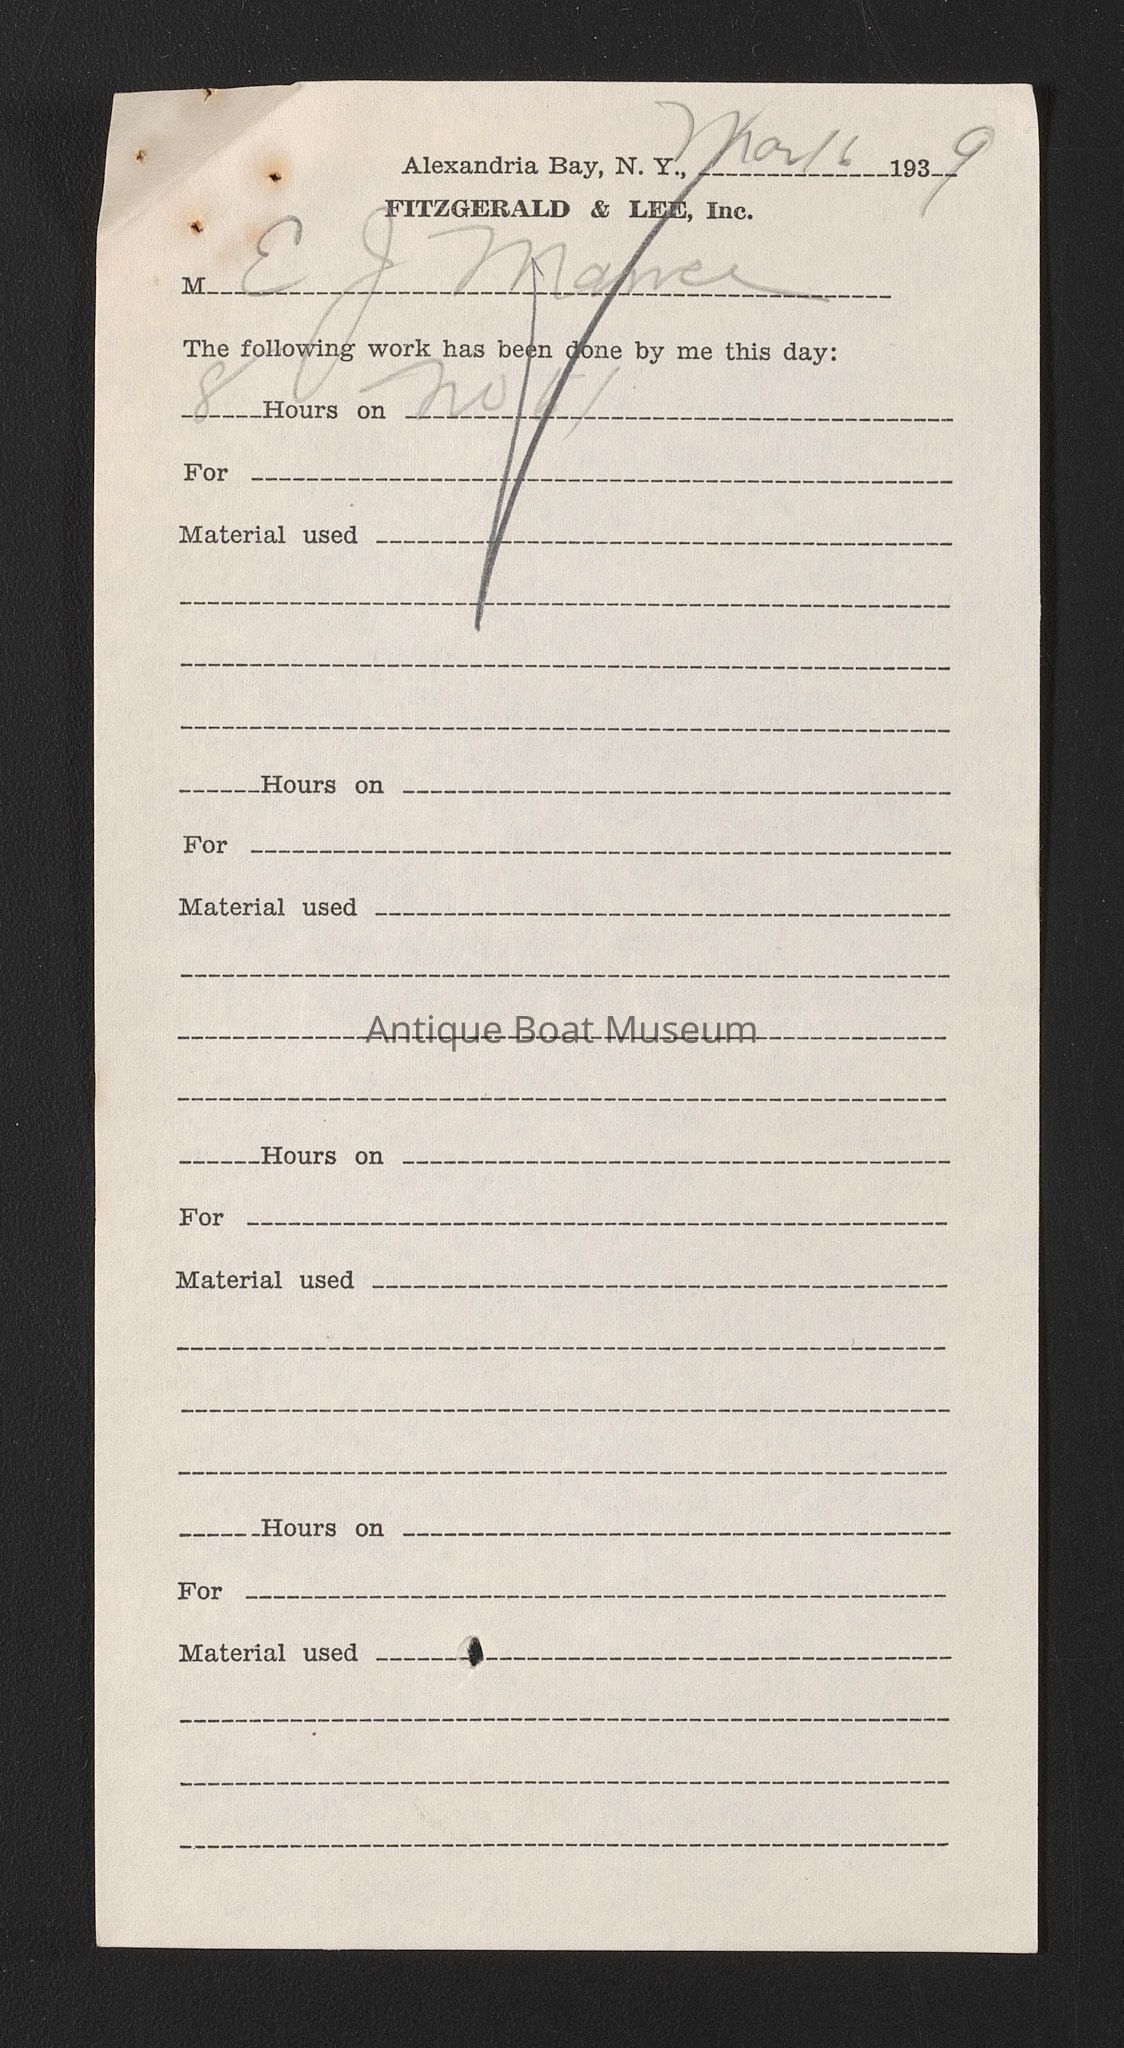 Alexandria Bay, N. Y., Mar 16 1939
FITZGERALD & LEE, Inc.
M E J
The following work has been done by me this day:
8 Hours on No 51
For
Material used
Hours on
For
Material used
Antique Boat Museum
Hours on
For
Material used
Hours on
For
Material used